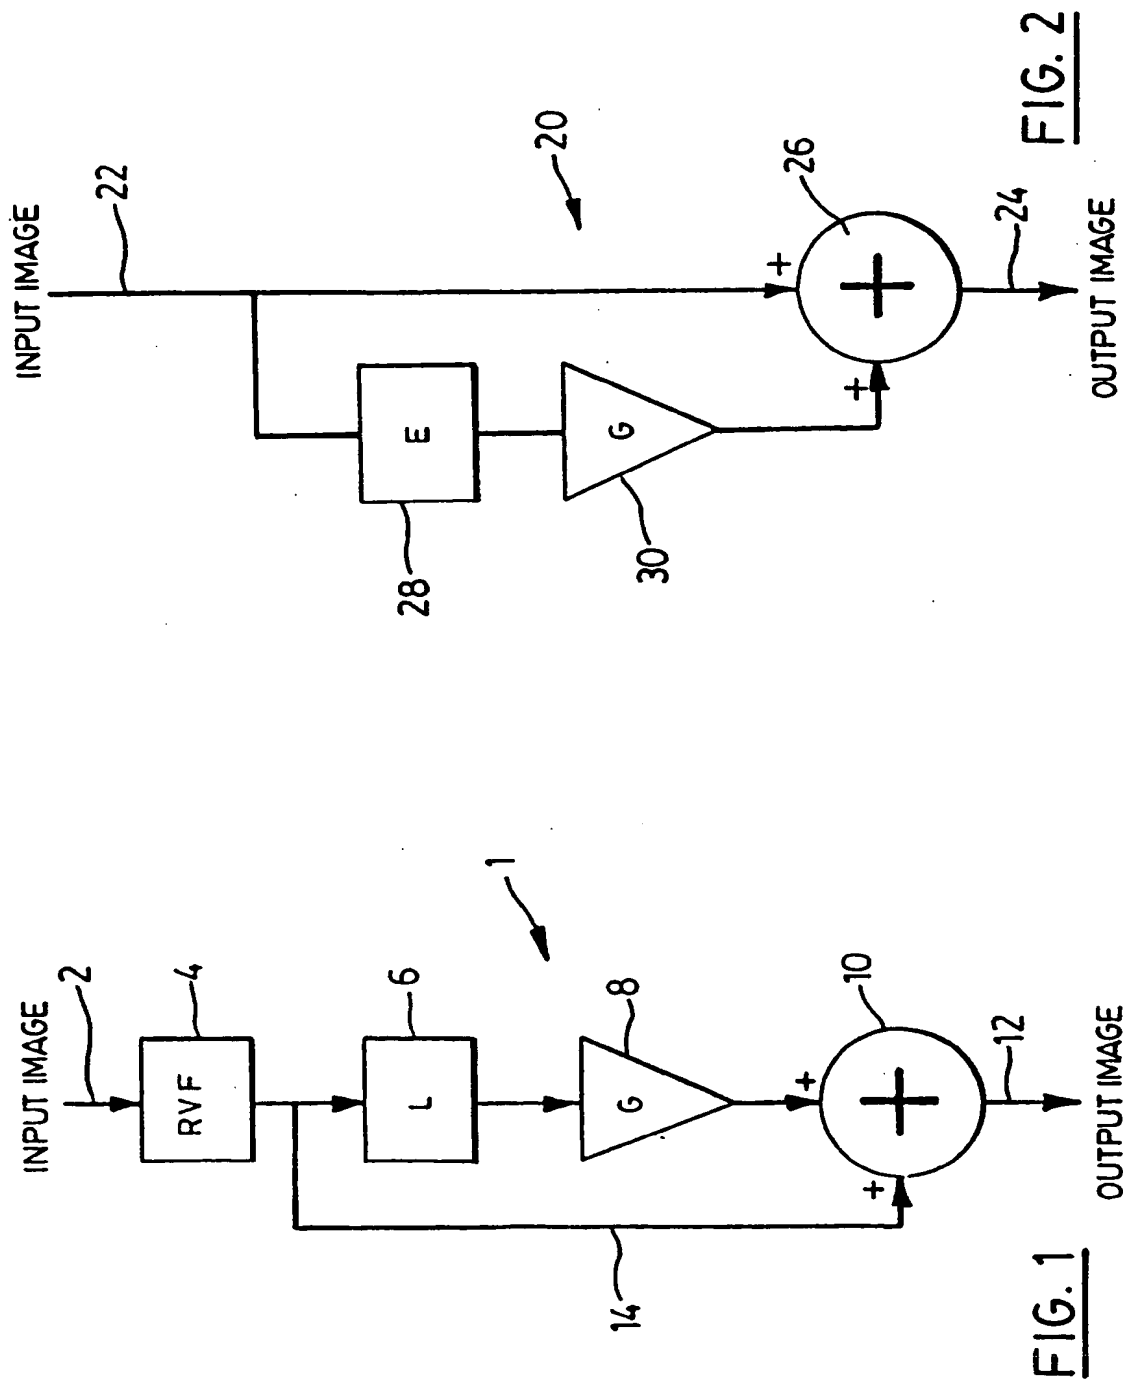 INPUT IMAGE
2
RVF
4
L
6
G
8
1
+
+
10
14
12
OUTPUT IMAGE
FIG. 1
INPUT IMAGE
22
E
28
G
30
20
+
+
26
24
OUTPUT IMAGE
FIG. 2